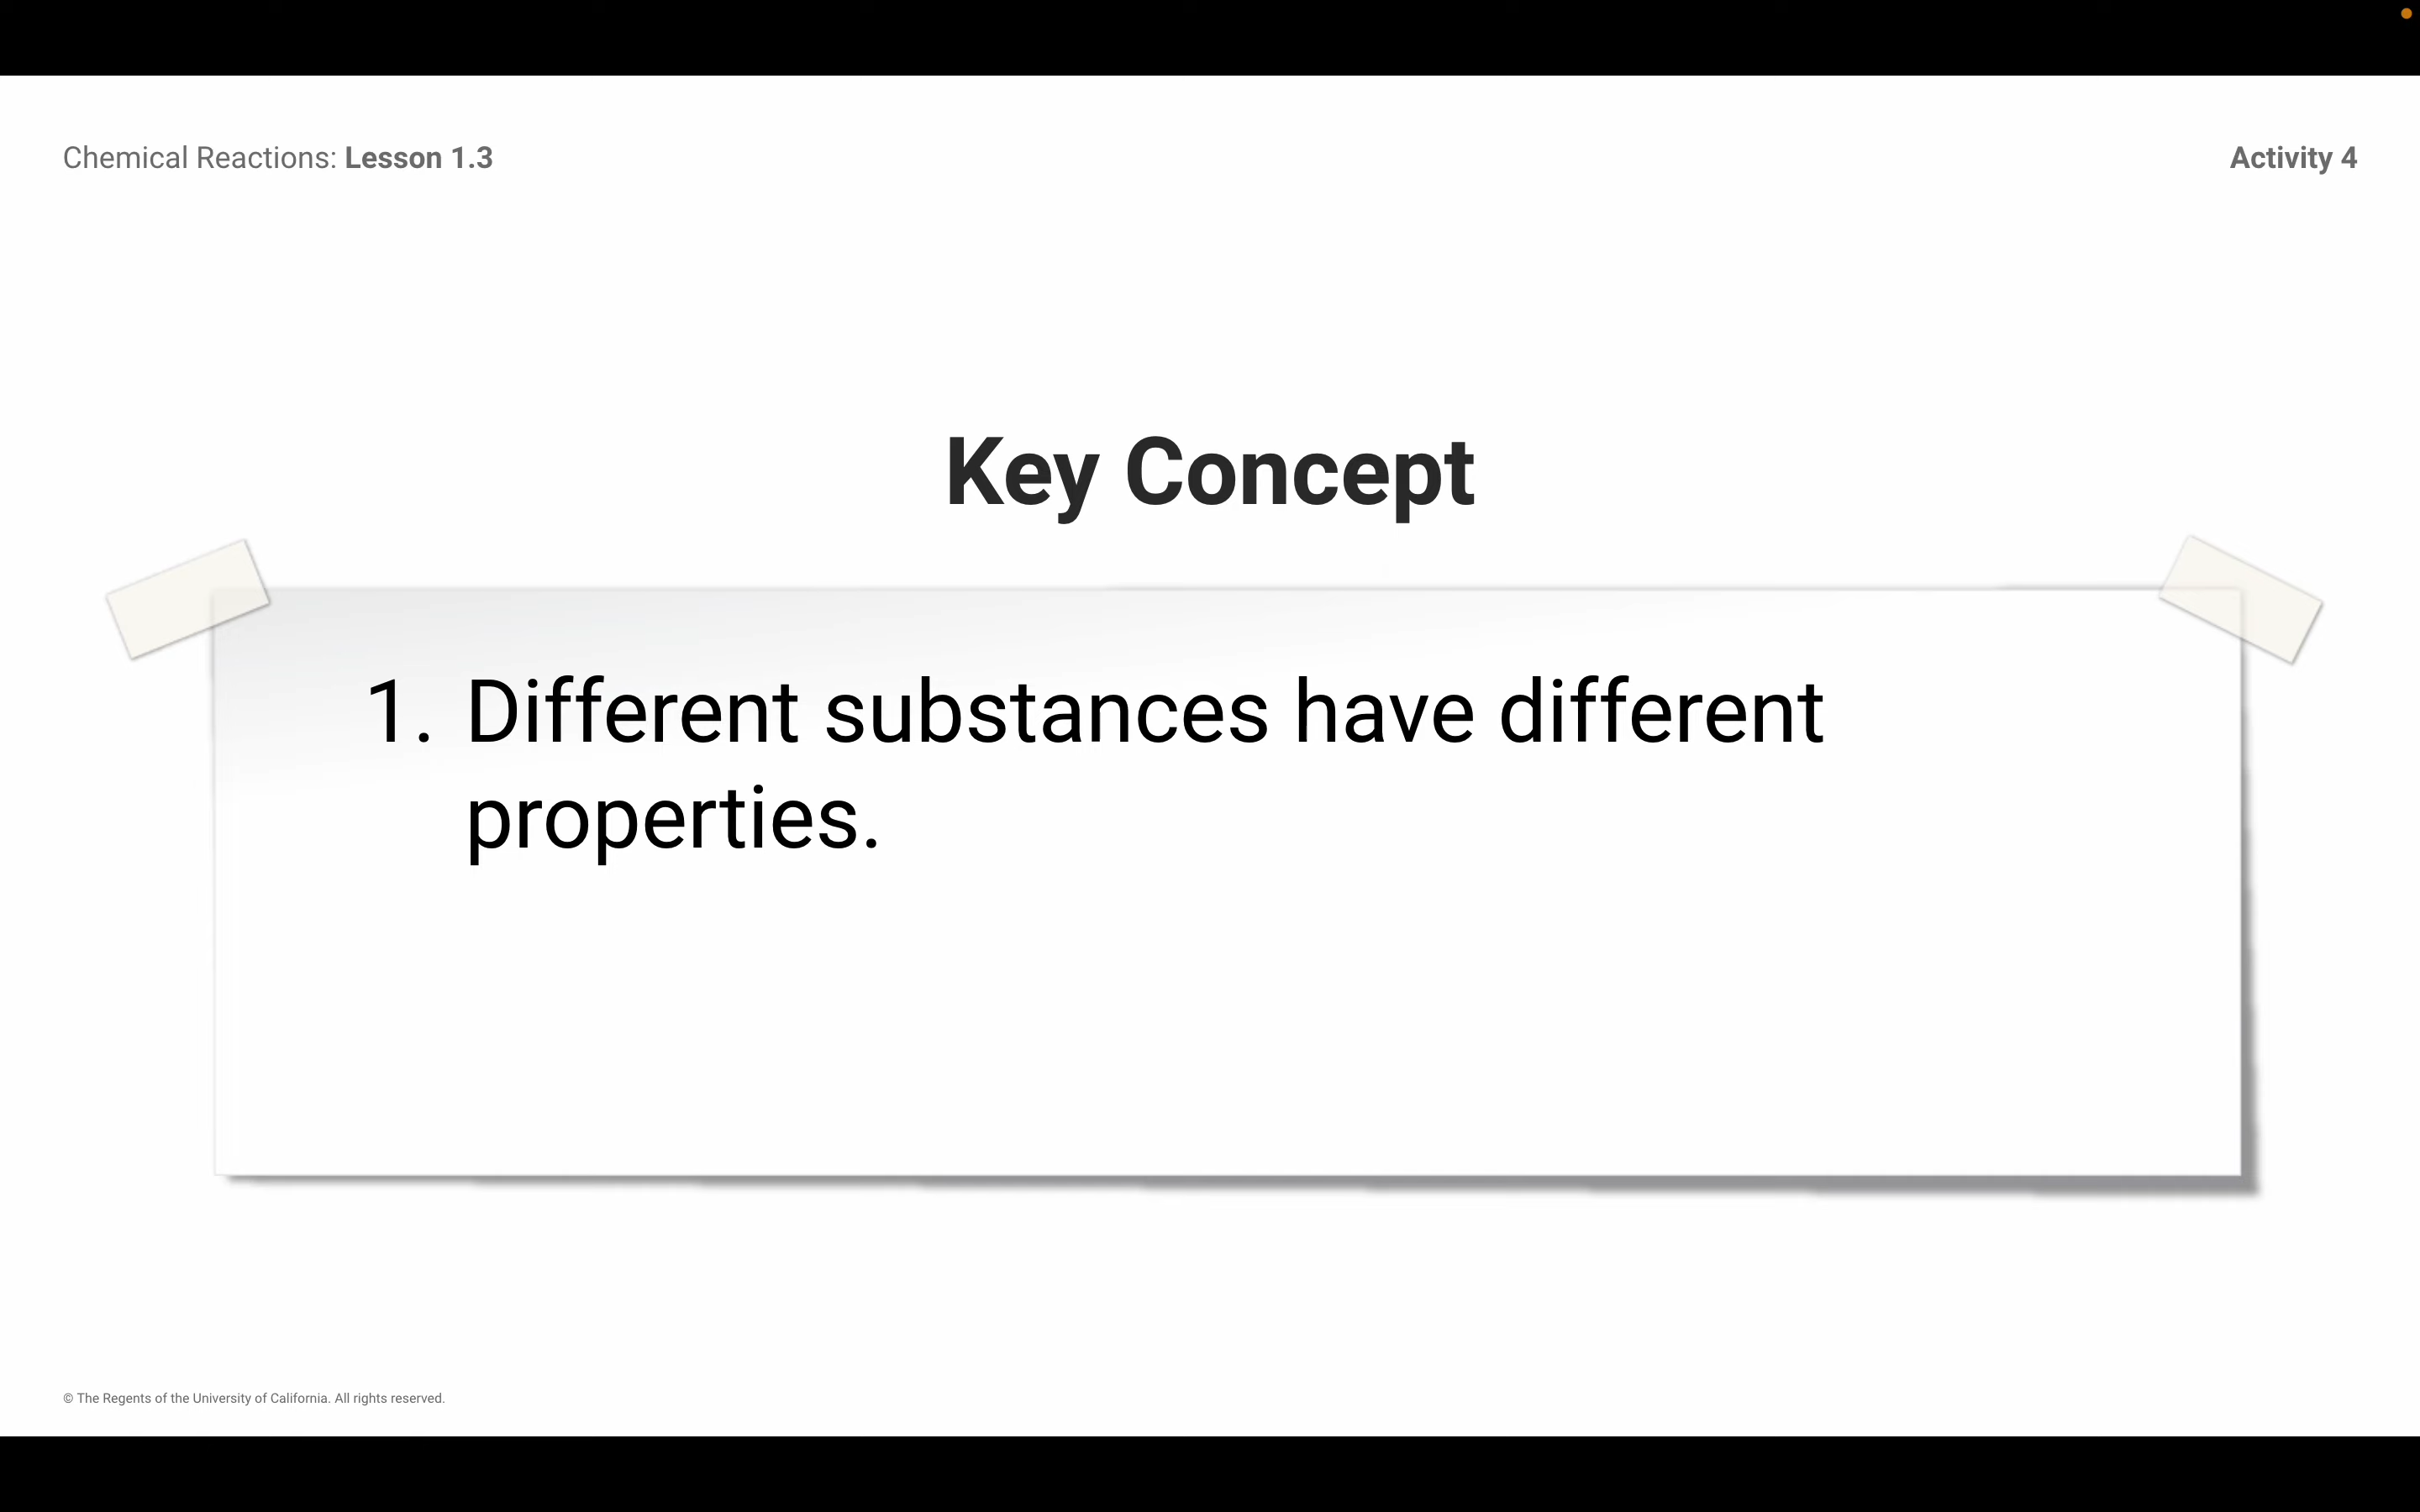 Chemical Reactions: Lesson 1.3
Activity 4
Key Concept
1. Different substances have different
properties.
© The Regents of the University of California. All rights reserved.